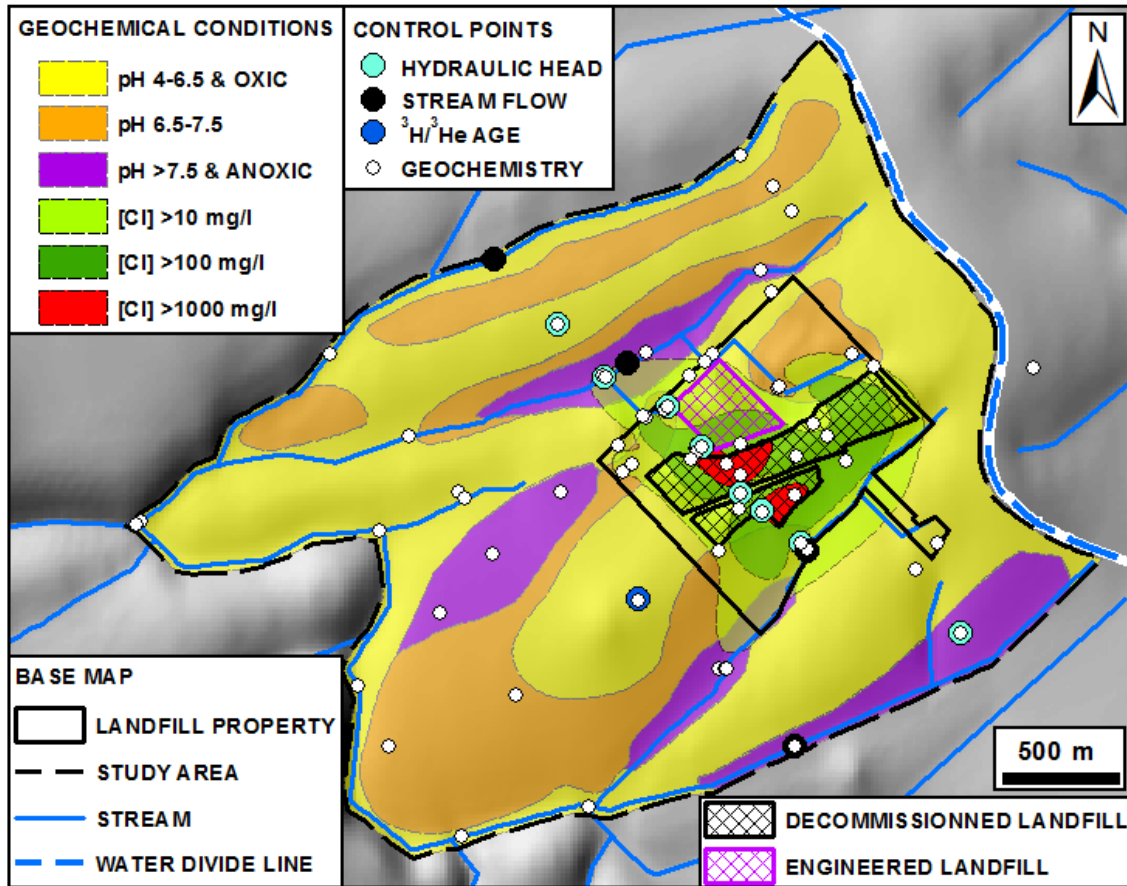 GEOCHEMICAL CONDITIONS
pH 4-6.5 & OXIC
pH 6.5-7.5
pH >7.5 & ANOXIC
[Cl] >10 mg/l
[Cl] >100 mg/l
[Cl] >1000 mg/l
CONTROL POINTS
HYDRAULIC HEAD
STREAM FLOW
³H/³He AGE
GEOCHEMISTRY
N
BASE MAP
LANDFILL PROPERTY
STUDY AREA
STREAM
WATER DIVIDE LINE
500 m
DECOMMISSIONNED LANDFILL
ENGINEERED LANDFILL